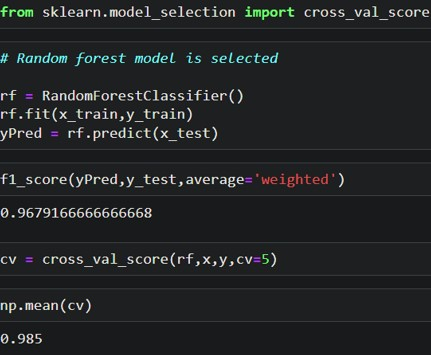 from sklearn.model_selection import cross_val_score
# Random forest model is selected
rf = RandomForestClassifier()
rf.fit(x_train,y_train)
yPred = rf.predict(x_test)
f1_score(yPred,y_test,average='weighted')
0.9679166666666668
cv = cross_val_score(rf,x,y,cv=5)
np.mean(cv)
0.985